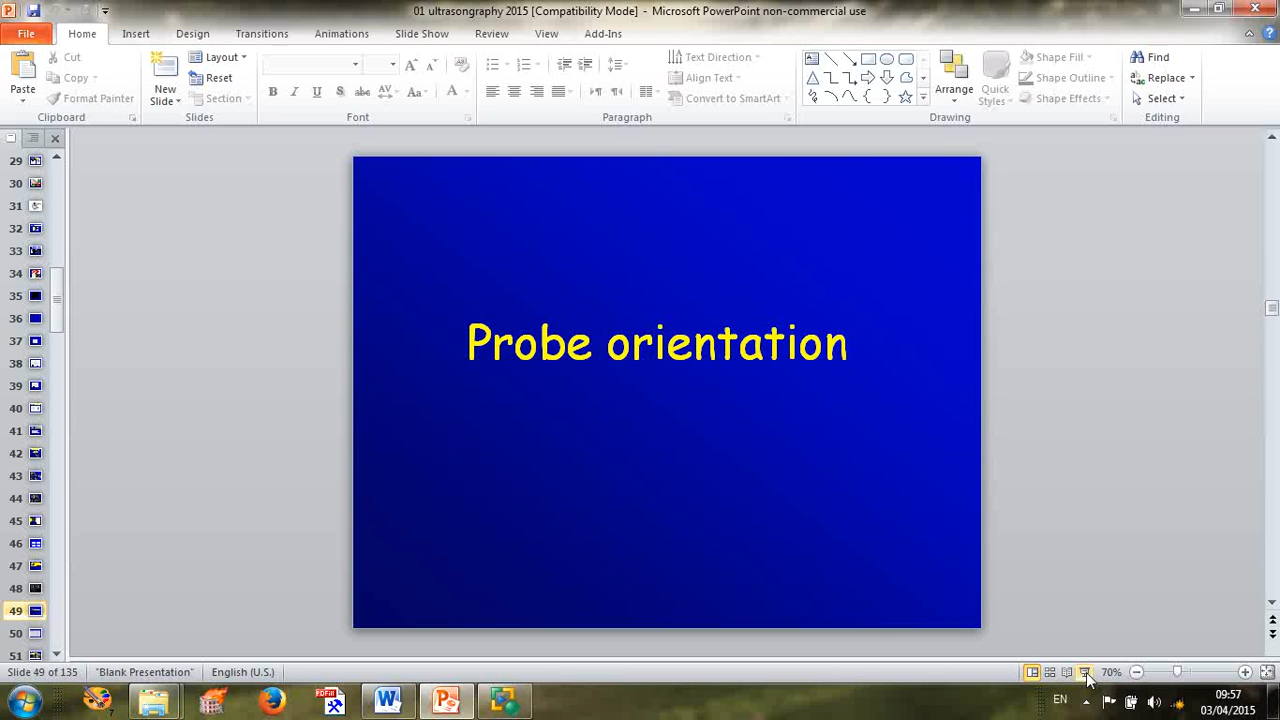 01 ultrasongraphy 2015 [Compatibility Mode] - Microsoft PowerPoint non-commercial use
File Home Insert Design Transitions Animations Slide Show Review View Add-Ins
Paste
Cut
Copy
Format Painter
Clipboard
New Slide
Layout
Reset
Section
Slides
B I U S abc AV Aa A
Font
Text Direction
Align Text
Convert to SmartArt
Paragraph
Arrange
Quick Styles
Shape Fill
Shape Outline
Shape Effects
Drawing
Find
Replace
Select
Editing
29
30
31
32
33
34
35
36
37
38
39
40
41
42
43
44
45
46
47
48
49
50
51
Probe orientation
Slide 49 of 135 "Blank Presentation" English (U.S.) 70%
PDFill
EN
09:57
03/04/2015